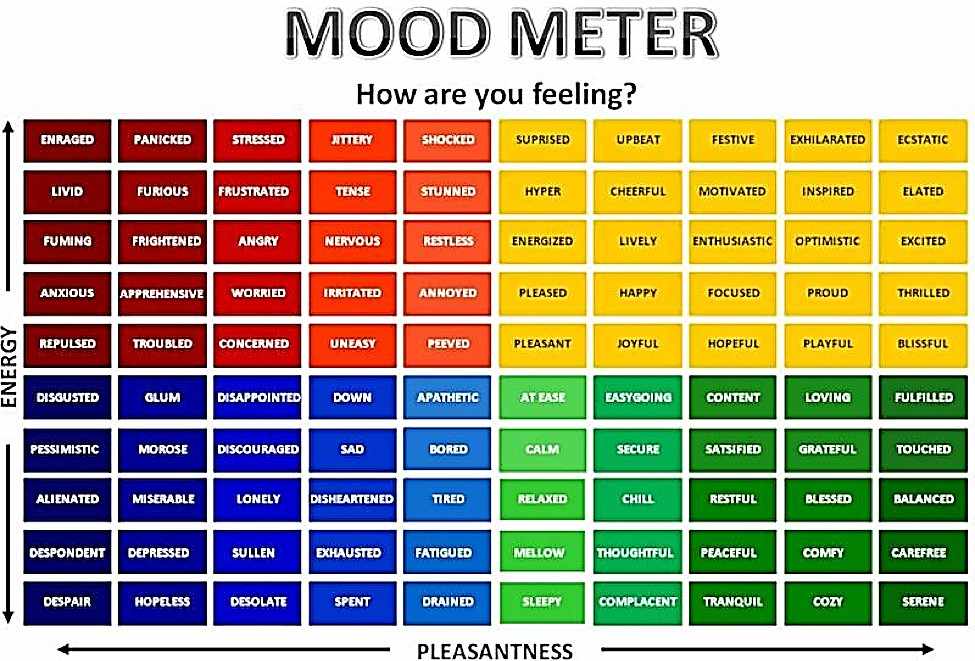 MOOD METER
How are you feeling?
ENRAGED PANICKED STRESSED JITTERY SHOCKED SUPRISED UPBEAT FESTIVE EXHILARATED ECSTATIC
LIVID FURIOUS FRUSTRATED TENSE STUNNED HYPER CHEERFUL MOTIVATED INSPIRED ELATED
FUMING FRIGHTENED ANGRY NERVOUS RESTLESS ENERGIZED LIVELY ENTHUSIASTIC OPTIMISTIC EXCITED
ANXIOUS APPREHENSIVE WORRIED IRRITATED ANNOYED PLEASED HAPPY FOCUSED PROUD THRILLED
REPULSED TROUBLED CONCERNED UNEASY PEEVED PLEASANT JOYFUL HOPEFUL PLAYFUL BLISSFUL
ENERGY
DISGUSTED GLUM DISAPPOINTED DOWN APATHETIC AT EASE EASYGOING CONTENT LOVING FULFILLED
PESSIMISTIC MOROSE DISCOURAGED SAD BORED CALM SECURE SATSIFIED GRATEFUL TOUCHED
ALIENATED MISERABLE LONELY DISHEARTENED TIRED RELAXED CHILL RESTFUL BLESSED BALANCED
DESPONDENT DEPRESSED SULLEN EXHAUSTED FATIGUED MELLOW THOUGHTFUL PEACEFUL COMFY CAREFREE
DESPAIR HOPELESS DESOLATE SPENT DRAINED SLEEPY COMPLACENT TRANQUIL COZY SERENE
PLEASANTNESS